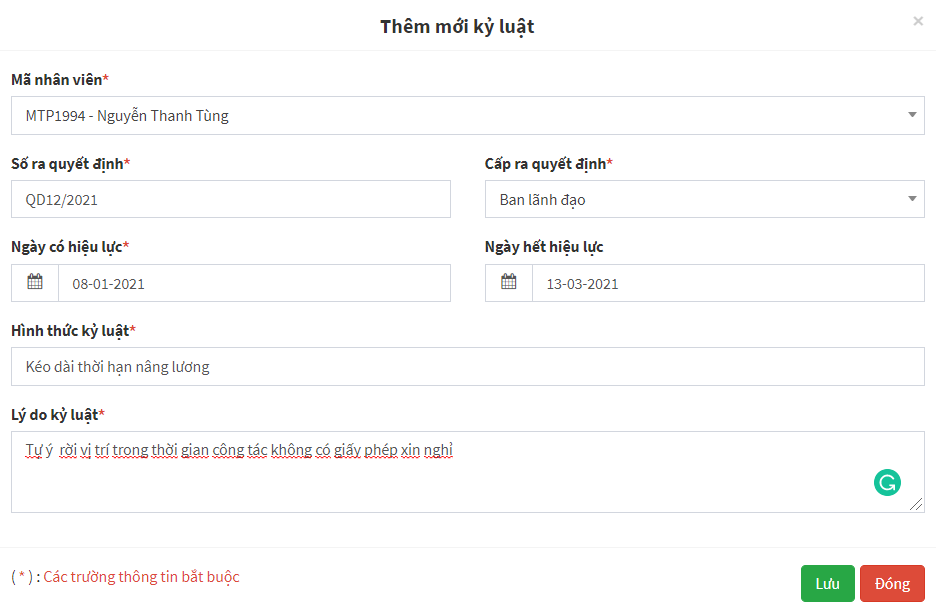 Thêm mới kỷ luật
×
Mã nhân viên*
MTP1994 - Nguyễn Thanh Tùng
Số ra quyết định*
Cấp ra quyết định*
QD12/2021
Ban lãnh đạo
Ngày có hiệu lực*
Ngày hết hiệu lực
08-01-2021
13-03-2021
Hình thức kỷ luật*
Kéo dài thời hạn nâng lương
Lý do kỷ luật*
Tự ý  rời vị trí trong thời gian công tác không có giấy phép xin nghỉ
( * ) : Các trường thông tin bắt buộc
Lưu
Đóng